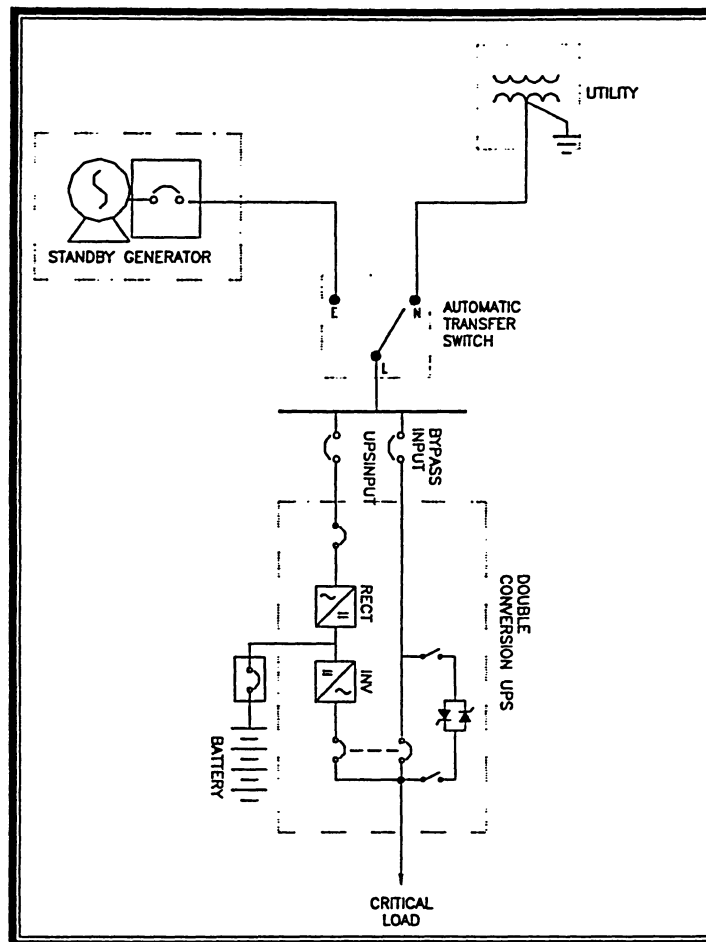 UTILITY
STANDBY GENERATOR
E
N
L
AUTOMATIC
TRANSFER
SWITCH
BYPASS
INPUT
UPSINPUT
DOUBLE
CONVERSION UPS
RECT
INV
BATTERY
CRITICAL
LOAD